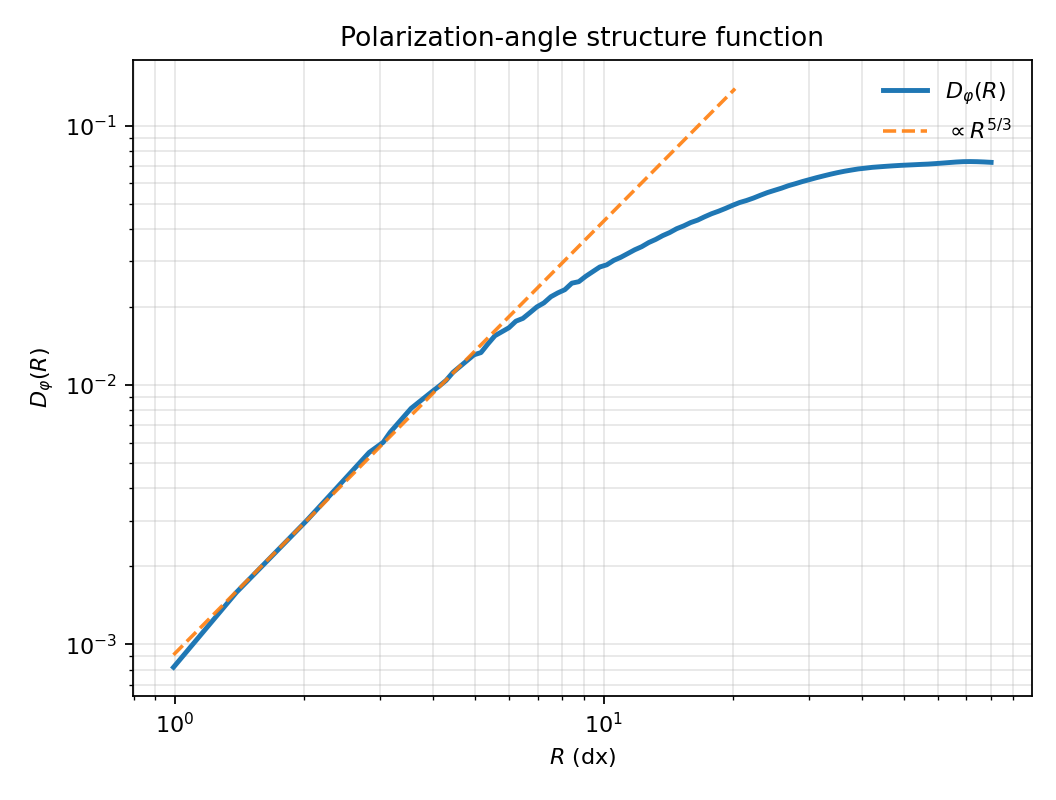 Polarization-angle structure function
D_φ(R)
∝ R^{5/3}
10^{-1}
10^{-2}
10^{-3}
D_φ(R)
10^0
10^1
R (dx)